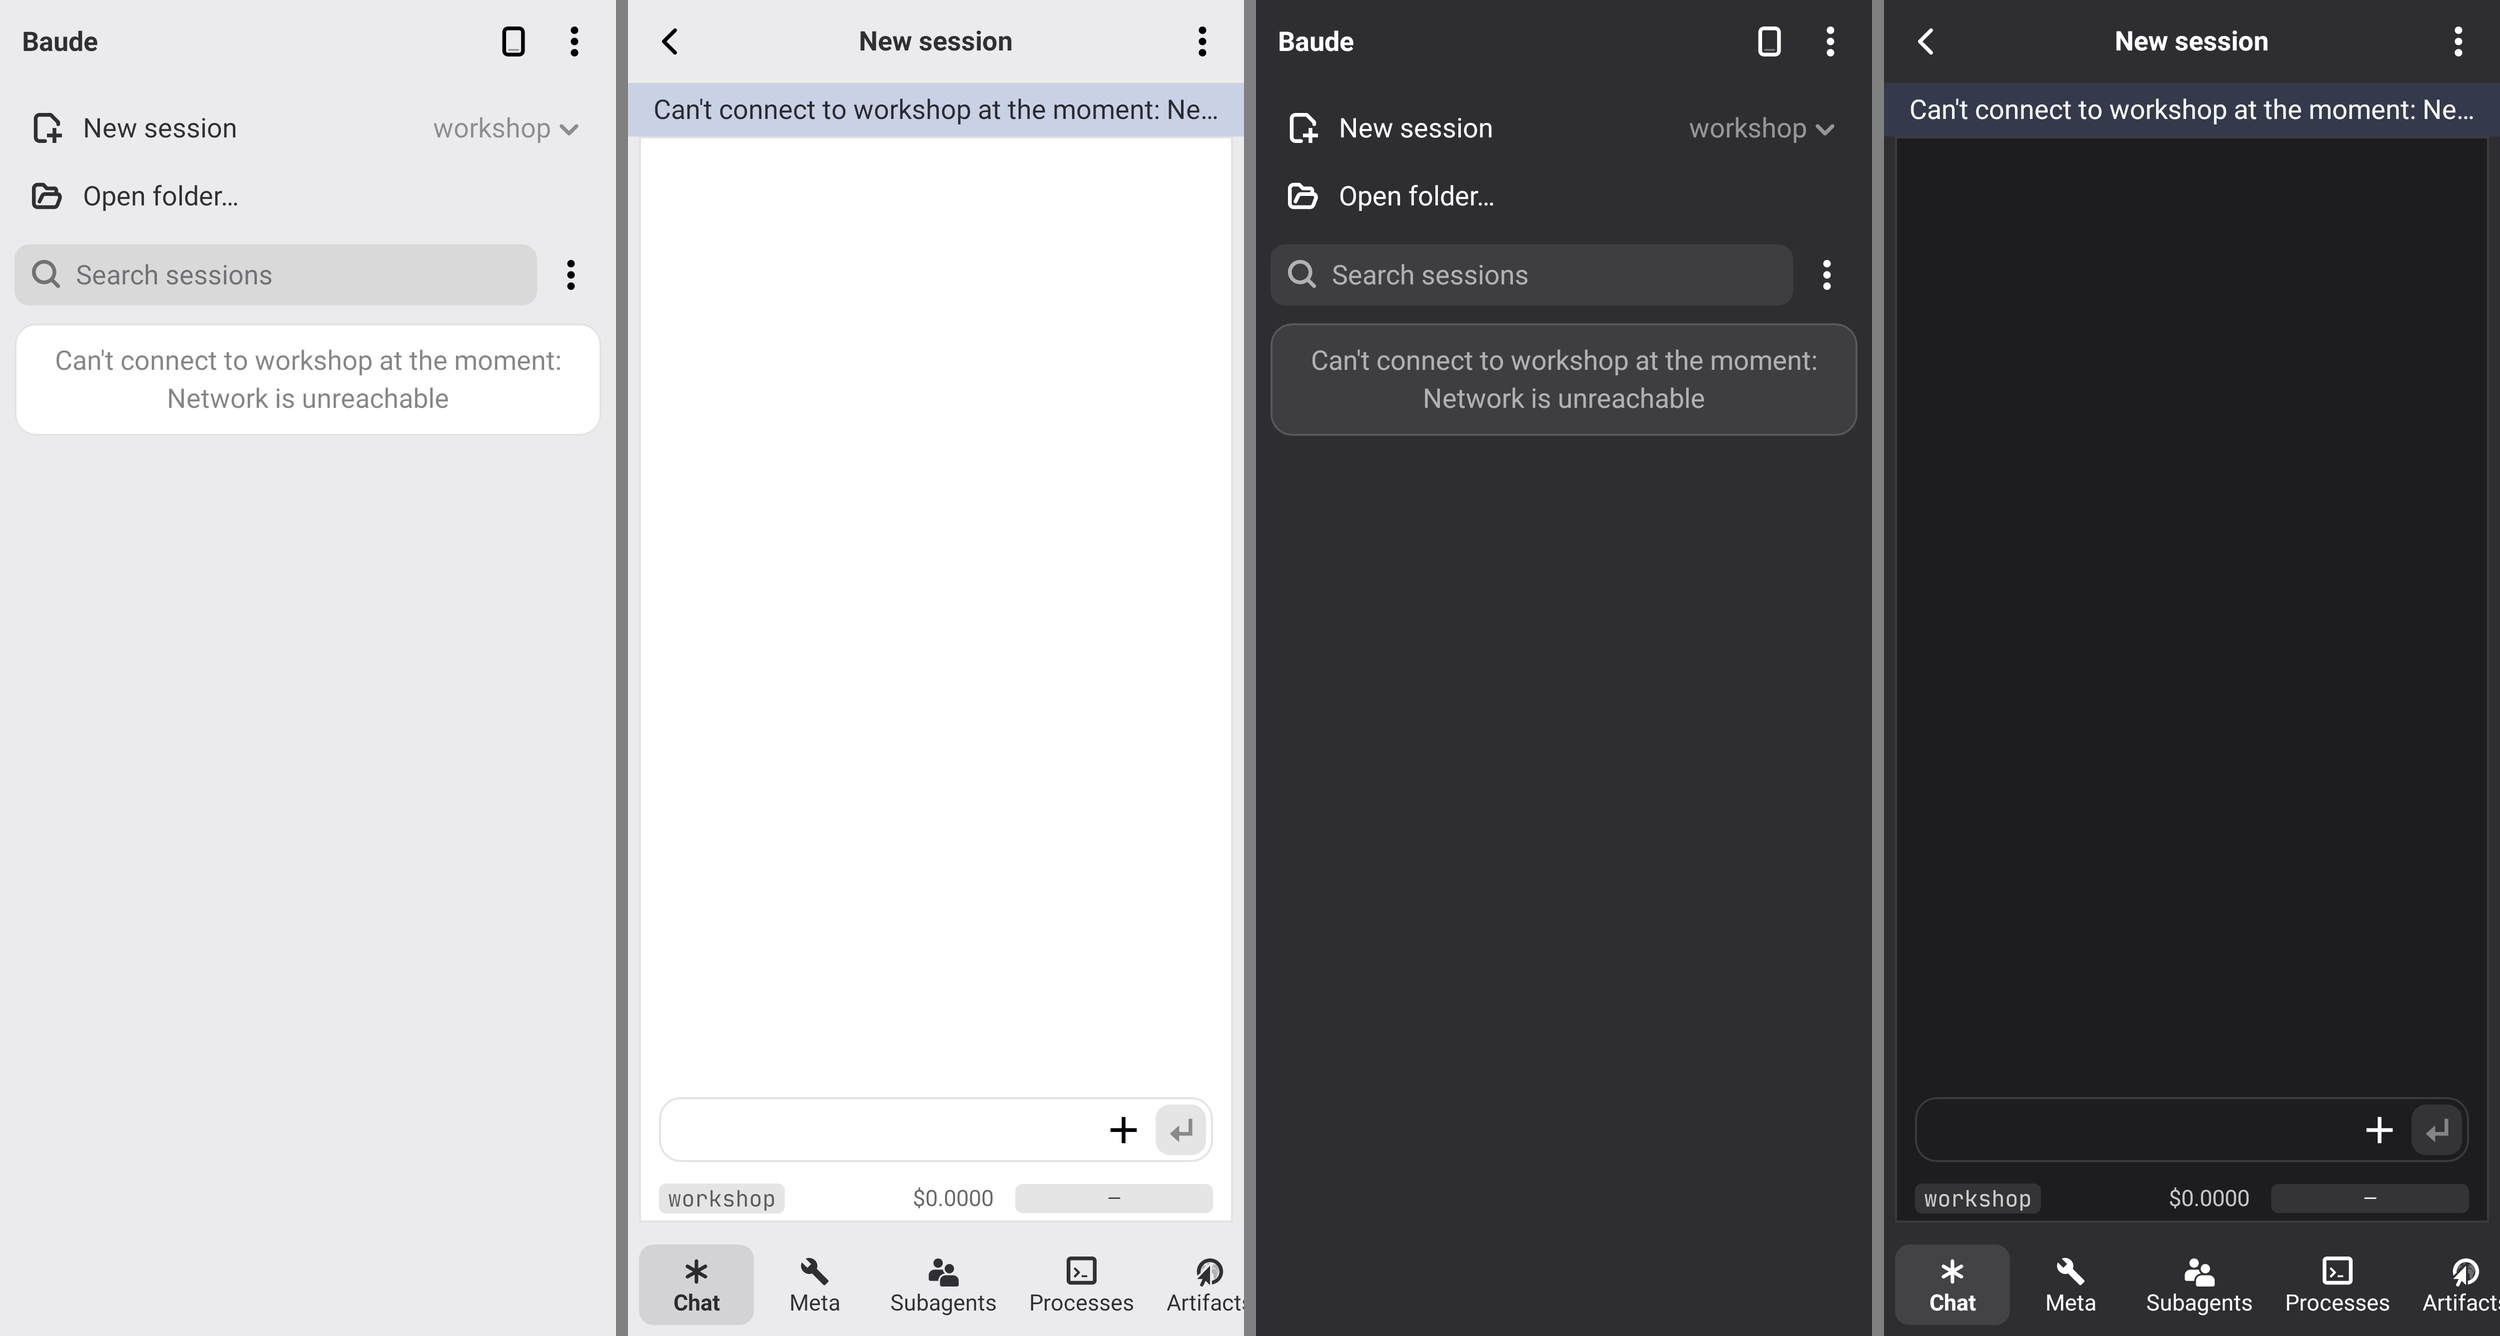 Baude
New session workshop
Open folder...
Search sessions
Can't connect to workshop at the moment:
Network is unreachable
New session
Can't connect to workshop at the moment: Ne...
workshop $0.0000 –
Chat Meta Subagents Processes Artifacts
Baude
New session workshop
Open folder...
Search sessions
Can't connect to workshop at the moment:
Network is unreachable
New session
Can't connect to workshop at the moment: Ne...
workshop $0.0000 –
Chat Meta Subagents Processes Artifacts